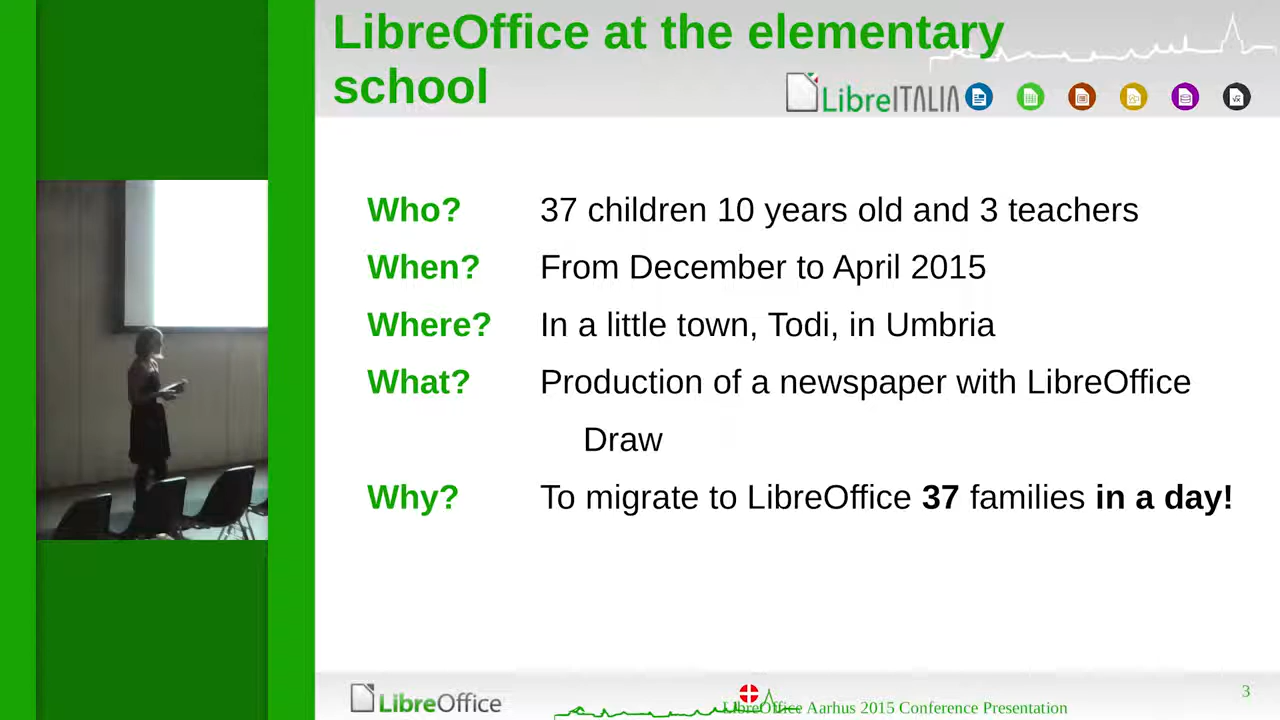 LibreOffice at the elementary
school
LibreITALIA
Who? 37 children 10 years old and 3 teachers
When? From December to April 2015
Where? In a little town, Todi, in Umbria
What? Production of a newspaper with LibreOffice
Draw
Why? To migrate to LibreOffice 37 families in a day!
LibreOffice
LibreOffice Aarhus 2015 Conference Presentation
3